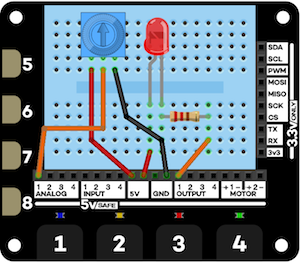 SDA
SCL
PWM
MOSI
MISO
SCK
CS
TX
RX
3v3
3.3V ONLY
5
6
7
8
1 2 3 4 1 2 3 4 5V GND 1 2 3 4 +1- +2-
ANALOG INPUT OUTPUT MOTOR
5V SAFE
1 2 3 4